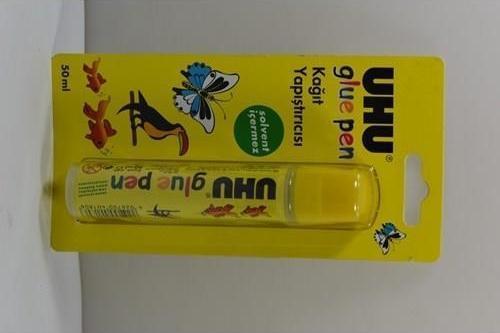 UHU®
glue pen
Kağıt
Yapıştırıcısı
solvent
içermez
50 ml
UHU®
glue pen